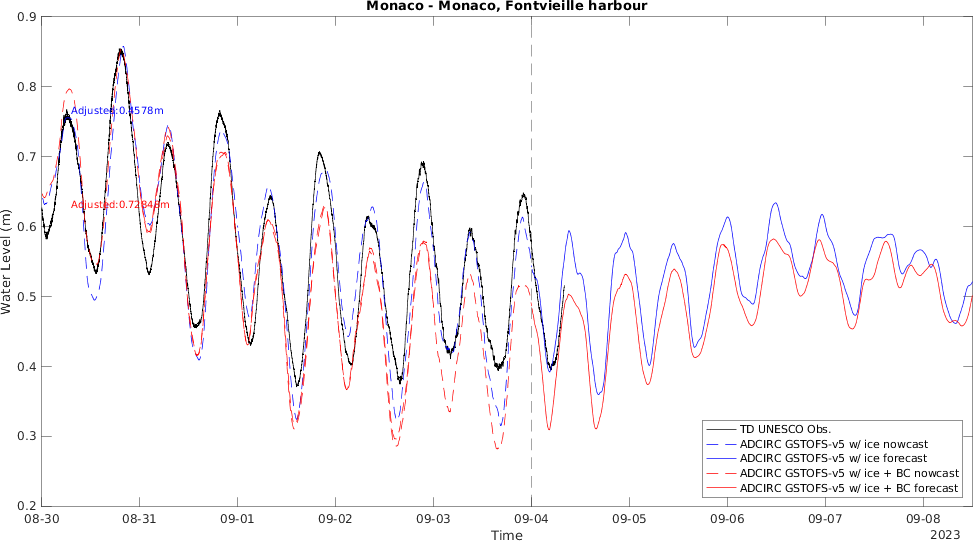 Monaco - Monaco, Fontvieille harbour
0.9
0.8
0.7
0.6
0.5
0.4
0.3
0.2
Water Level (m)
Adjusted:0.4578m
TD UNESCO Obs.
ADCIRC GSTOFS-v5 w/ ice nowcast
ADCIRC GSTOFS-v5 w/ ice forecast
ADCIRC GSTOFS-v5 w/ ice + BC nowcast
ADCIRC GSTOFS-v5 w/ ice + BC forecast
08-30 08-31 09-01 09-02 09-03 09-04 09-05 09-06 09-07 09-08
Time
2023